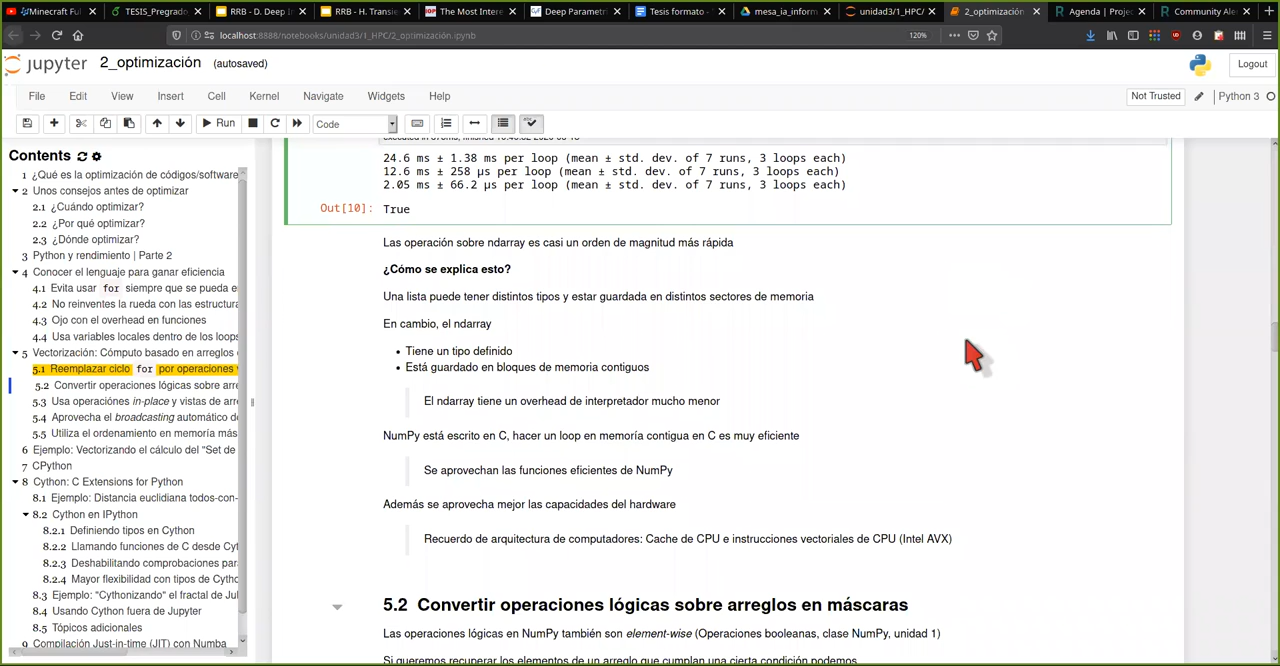 Minecraft Ful
TESIS_Pregrado
RRB - D. Deep I
RRB - H. Transie
The Most Intere
Deep Parametri
Tesis formato -
mesa_ia_inform
unidad3/1_HPC/
2_optimización
Agenda | Proje
Community Ale
localhost:8888/notebooks/unidad3/1_HPC/2_optimización.ipynb
120%
jupyter 2_optimización (autosaved)
Logout
File Edit View Insert Cell Kernel Navigate Widgets Help
Not Trusted
Python 3
Run
Code
Contents
1 ¿Qué es la optimización de códigos/software
2 Unos consejos antes de optimizar
2.1 ¿Cuándo optimizar?
2.2 ¿Por qué optimizar?
2.3 ¿Dónde optimizar?
3 Python y rendimiento | Parte 2
4 Conocer el lenguaje para ganar eficiencia
4.1 Evita usar for siempre que se pueda e
4.2 No reinventes la rueda con las estructura
4.3 Ojo con el overhead en funciones
4.4 Usa variables locales dentro de los loops
5 Vectorización: Cómputo basado en arreglos
5.1 Reemplazar ciclo for por operaciones
5.2 Convertir operaciones lógicas sobre arre
5.3 Usa operaciónes in-place y vistas de arre
5.4 Aprovecha el broadcasting automático de
5.5 Utiliza el ordenamiento en memoría más
6 Ejemplo: Vectorizando el cálculo del "Set de
7 CPython
8 Cython: C Extensions for Python
8.1 Ejemplo: Distancia euclidiana todos-con-
8.2 Cython en IPython
8.2.1 Definiendo tipos en Cython
8.2.2 Llamando funciones de C desde Cyt
8.2.3 Deshabilitando comprobaciones par
8.2.4 Mayor flexibilidad con tipos de Cytho
8.3 Ejemplo: "Cythonizando" el fractal de Jul
8.4 Usando Cython fuera de Jupyter
8.5 Tópicos adicionales
9 Compilación Just-in-time (JIT) con Numba
24.6 ms ± 1.38 ms per loop (mean ± std. dev. of 7 runs, 3 loops each)
12.6 ms ± 258 µs per loop (mean ± std. dev. of 7 runs, 3 loops each)
2.05 ms ± 66.2 µs per loop (mean ± std. dev. of 7 runs, 3 loops each)
Out[10]: True
Las operación sobre ndarray es casi un orden de magnitud más rápida
¿Cómo se explica esto?
Una lista puede tener distintos tipos y estar guardada en distintos sectores de memoria
En cambio, el ndarray
• Tiene un tipo definido
• Está guardado en bloques de memoria contiguos
El ndarray tiene un overhead de interpretador mucho menor
NumPy está escrito en C, hacer un loop en memoría contigua en C es muy eficiente
Se aprovechan las funciones eficientes de NumPy
Además se aprovecha mejor las capacidades del hardware
Recuerdo de arquitectura de computadores: Cache de CPU e instrucciones vectoriales de CPU (Intel AVX)
5.2 Convertir operaciones lógicas sobre arreglos en máscaras
Las operaciones lógicas en NumPy también son element-wise (Operaciones booleanas, clase NumPy, unidad 1)
Si queremos recuperar los elementos de un arreglo que cumplan una cierta condición podemos